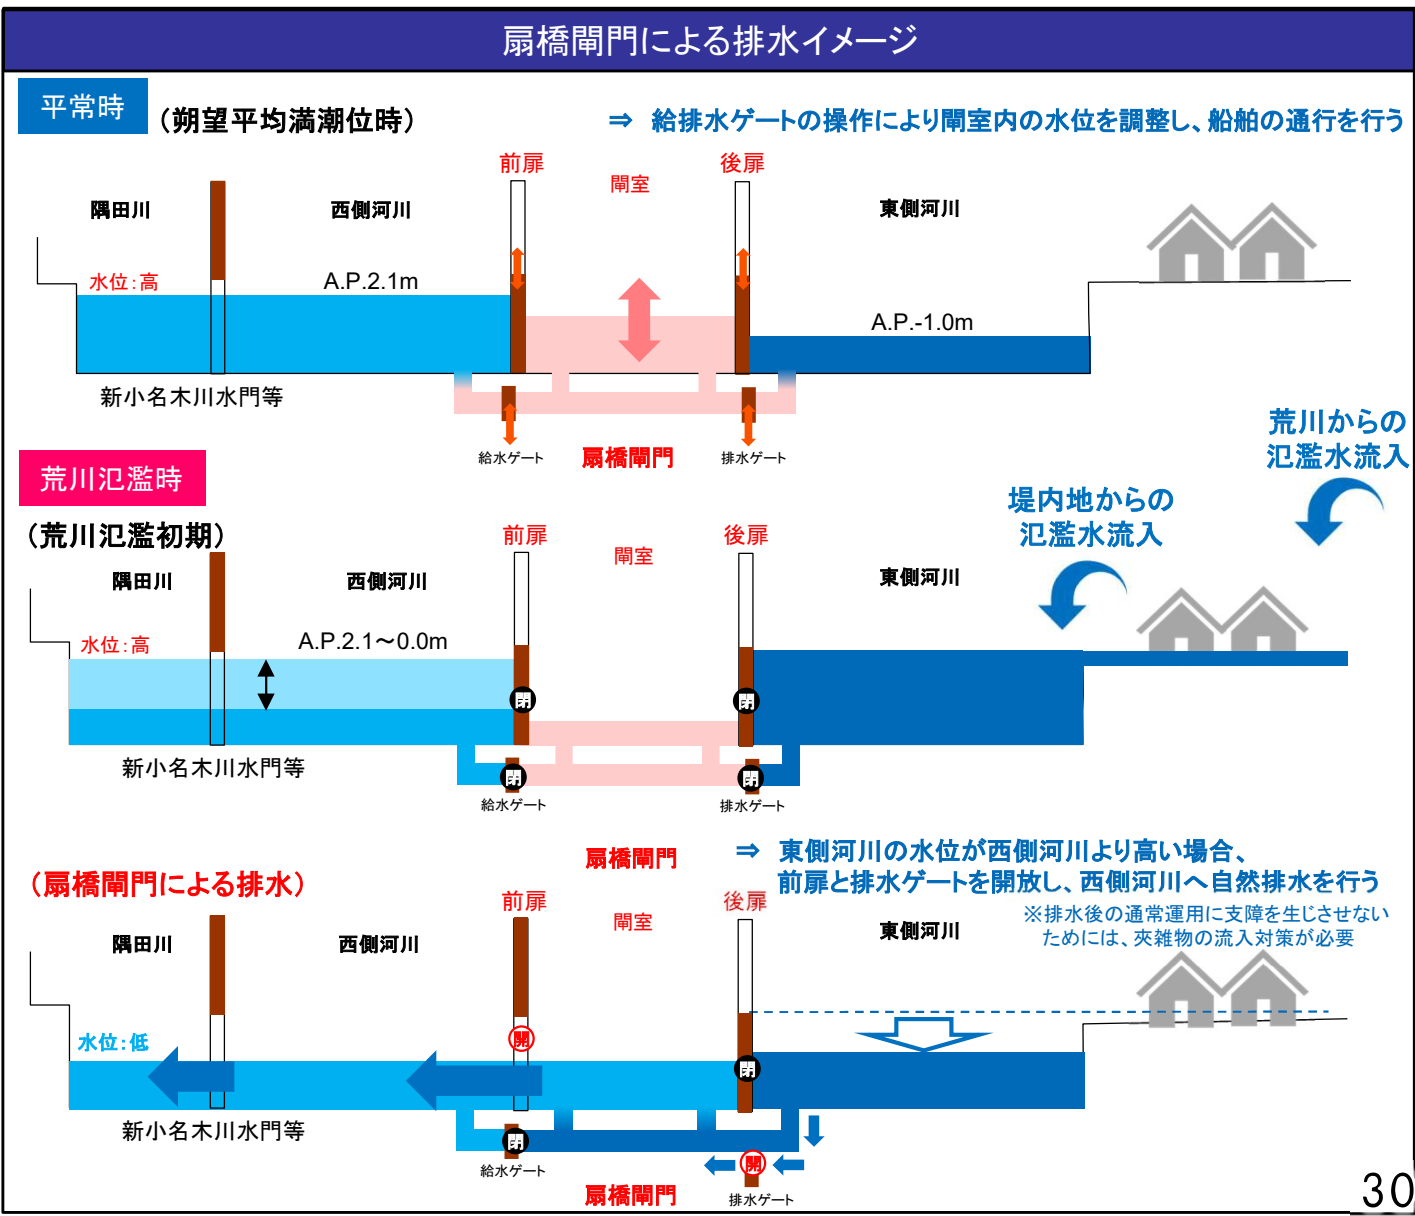 扇橋閘門による排水イメージ
平常時
(朔望平均満潮位時)
⇒ 給排水ゲートの操作により閘室内の水位を調整し、船舶の通行を行う
前扉
閘室
後扉
隅田川
西側河川
東側河川
水位:高
A.P.2.1m
A.P.-1.0m
新小名木川水門等
給水ゲート
扇橋閘門
排水ゲート
荒川からの
氾濫水流入
荒川氾濫時
堤内地からの
氾濫水流入
(荒川氾濫初期)
前扉
閘室
後扉
隅田川
西側河川
東側河川
水位:高
A.P.2.1～0.0m
閉
閉
新小名木川水門等
閉
閉
給水ゲート
排水ゲート
扇橋閘門
⇒ 東側河川の水位が西側河川より高い場合、
前扉と排水ゲートを開放し、西側河川へ自然排水を行う
(扇橋閘門による排水)
※排水後の通常運用に支障を生じさせない
ためには、夾雑物の流入対策が必要
前扉
閘室
後扉
隅田川
西側河川
東側河川
水位:低
開
閉
新小名木川水門等
閉
開
給水ゲート
扇橋閘門
排水ゲート
30